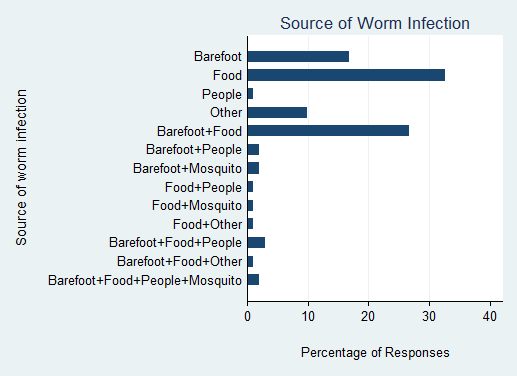 Source of Worm Infection
Source of worm infection
Barefoot
Food
People
Other
Barefoot+Food
Barefoot+People
Barefoot+Mosquito
Food+People
Food+Mosquito
Food+Other
Barefoot+Food+People
Barefoot+Food+Other
Barefoot+Food+People+Mosquito
0 10 20 30 40
Percentage of Responses